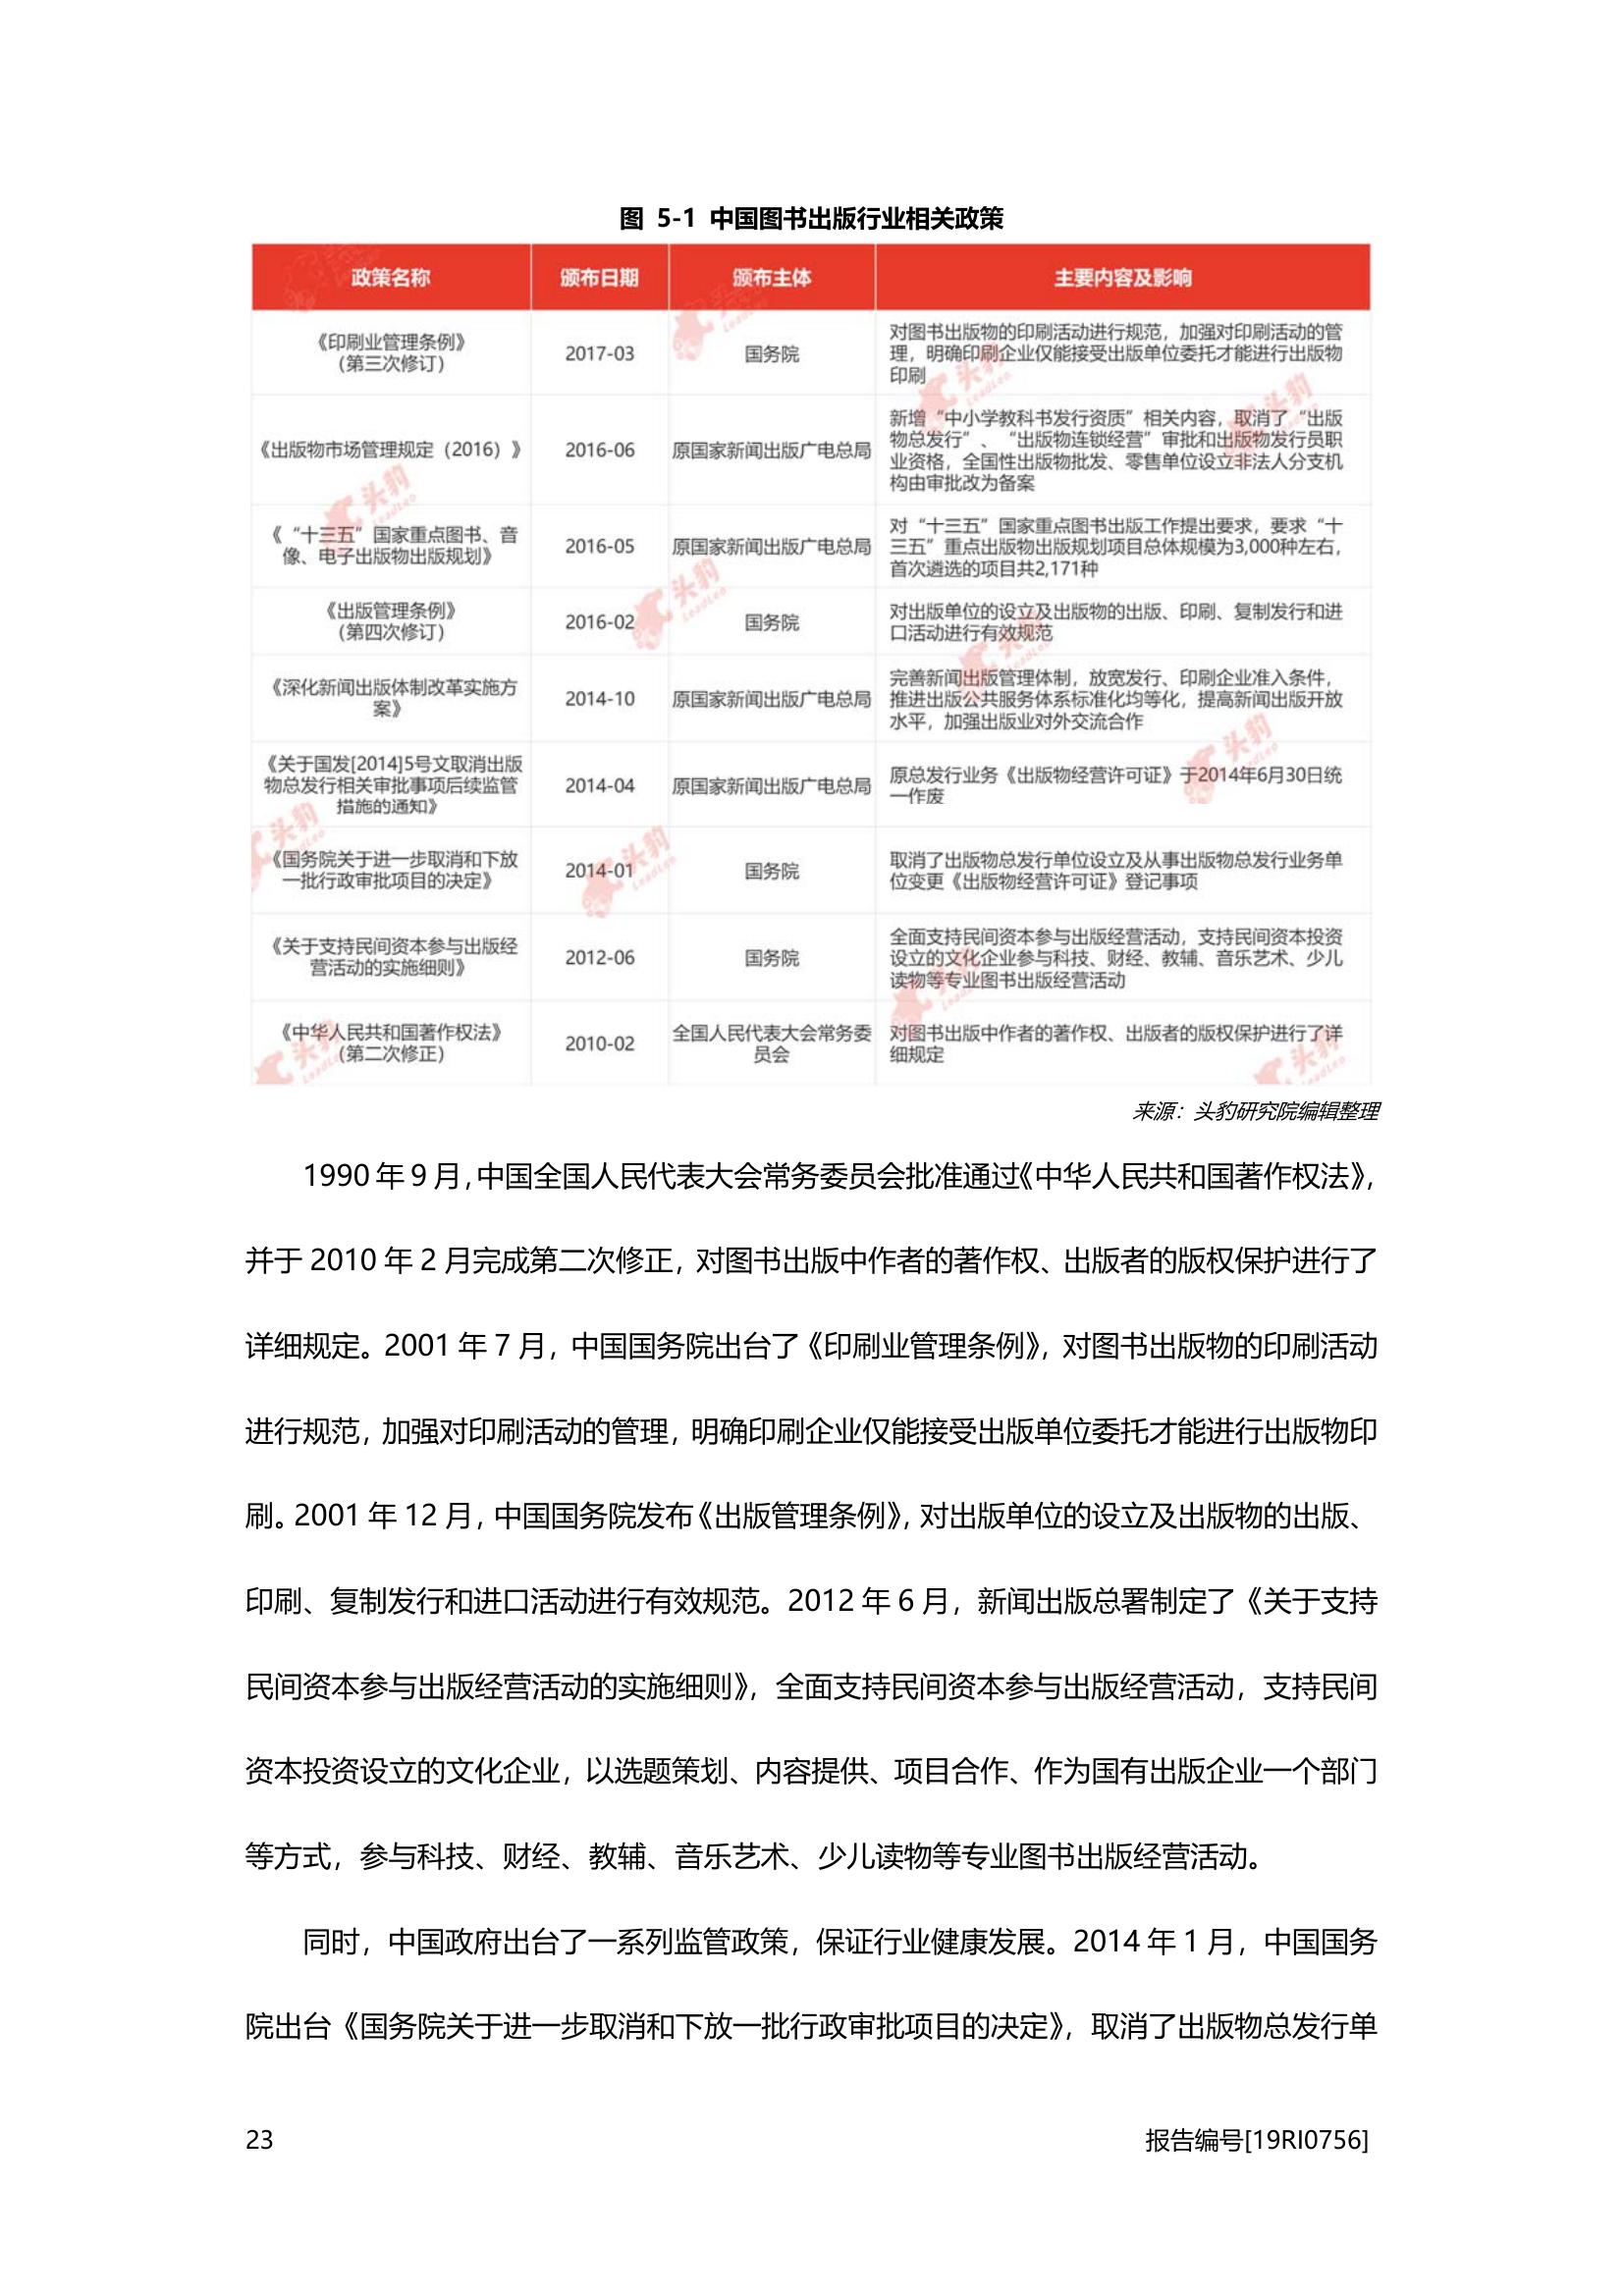 图 5-1 中国图书出版行业相关政策
政策名称 颁布日期 颁布主体 主要内容及影响
《印刷业管理条例》
（第三次修订）
2017-03
国务院
对图书出版物的印刷活动进行规范，加强对印刷活动的管
理，明确印刷企业仅能接受出版单位委托才能进行出版物
印刷
《出版物市场管理规定（2016）》
2016-06
原国家新闻出版广电总局
新增“中小学教科书发行资质”相关内容，取消了“出版
物总发行”、“出版物连锁经营”审批和出版物发行员职
业资格，全国性出版物批发、零售单位设立非法人分支机
构由审批改为备案
《“十三五”国家重点图书、音
像、电子出版物出版规划》
2016-05
原国家新闻出版广电总局
对“十三五”国家重点图书出版工作提出要求，要求“十
三五”重点出版物出版规划项目总体规模为3,000种左右，
首次遴选的项目共2,171种
《出版管理条例》
（第四次修订）
2016-02
国务院
对出版单位的设立及出版物的出版、印刷、复制发行和进
口活动进行有效规范
《深化新闻出版体制改革实施方
案》
2014-10
原国家新闻出版广电总局
完善新闻出版管理体制，放宽发行、印刷企业准入条件，
推进出版公共服务体系标准化均等化，提高新闻出版开放
水平，加强出版业对外交流合作
《关于国发[2014]5号文取消出版
物总发行相关审批事项后续监管
措施的通知》
2014-04
原国家新闻出版广电总局
原总发行业务《出版物经营许可证》于2014年6月30日统
一作废
《国务院关于进一步取消和下放
一批行政审批项目的决定》
2014-01
国务院
取消了出版物总发行单位设立及从事出版物总发行业务单
位变更《出版物经营许可证》登记事项
《关于支持民间资本参与出版经
营活动的实施细则》
2012-06
国务院
全面支持民间资本参与出版经营活动，支持民间资本投资
设立的文化企业参与科技、财经、教辅、音乐艺术、少儿
读物等专业图书出版经营活动
《中华人民共和国著作权法》
（第二次修正）
2010-02
全国人民代表大会常务委
员会
对图书出版中作者的著作权、出版者的版权保护进行了详
细规定
来源：头豹研究院编辑整理
1990 年 9 月，中国全国人民代表大会常务委员会批准通过《中华人民共和国著作权法》，
并于 2010 年 2 月完成第二次修正，对图书出版中作者的著作权、出版者的版权保护进行了
详细规定。2001 年 7 月，中国国务院出台了《印刷业管理条例》，对图书出版物的印刷活动
进行规范，加强对印刷活动的管理，明确印刷企业仅能接受出版单位委托才能进行出版物印
刷。2001 年 12 月，中国国务院发布《出版管理条例》，对出版单位的设立及出版物的出版、
印刷、复制发行和进口活动进行有效规范。2012 年 6 月，新闻出版总署制定了《关于支持
民间资本参与出版经营活动的实施细则》，全面支持民间资本参与出版经营活动，支持民间
资本投资设立的文化企业，以选题策划、内容提供、项目合作、作为国有出版企业一个部门
等方式，参与科技、财经、教辅、音乐艺术、少儿读物等专业图书出版经营活动。
同时，中国政府出台了一系列监管政策，保证行业健康发展。2014 年 1 月，中国国务
院出台《国务院关于进一步取消和下放一批行政审批项目的决定》，取消了出版物总发行单
23 报告编号[19RI0756]